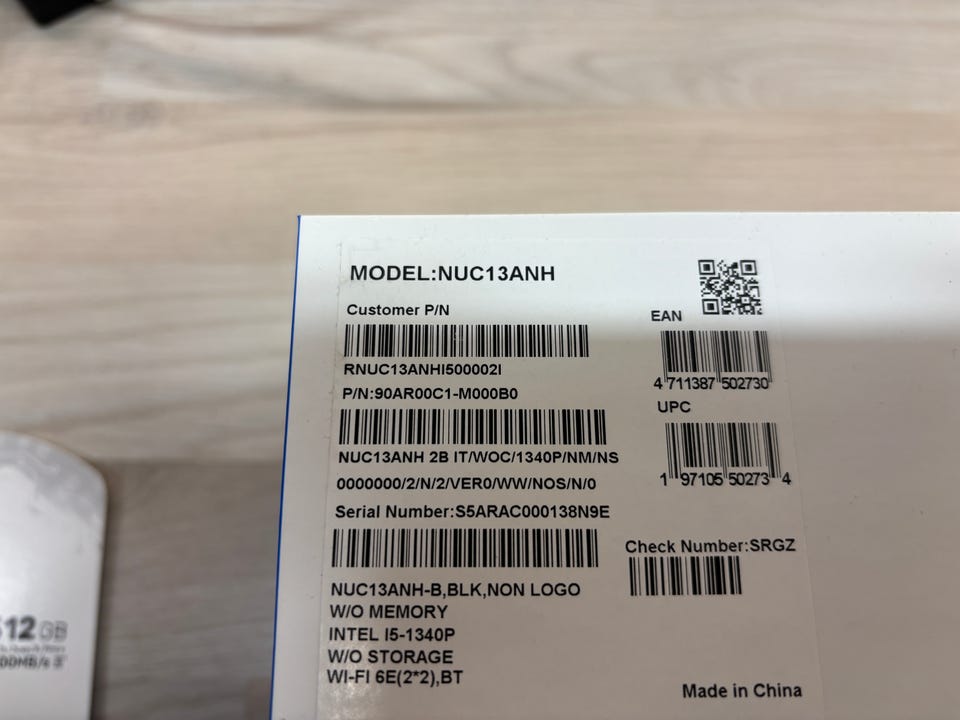 MODEL:NUC13ANH
Customer P/N
RNUC13ANHI500002I
P/N:90AR00C1-M000B0
NUC13ANH 2B IT/WOC/1340P/NM/NS
0000000/2/N/2/VER0/WW/NOS/N/0
Serial Number:S5ARAC000138N9E
NUC13ANH-B,BLK,NON LOGO
W/O MEMORY
INTEL I5-1340P
W/O STORAGE
WI-FI 6E(2*2),BT
EAN
4 711387 502730
UPC
1 97105 50273 4
Check Number:SRGZ
Made in China
512 GB